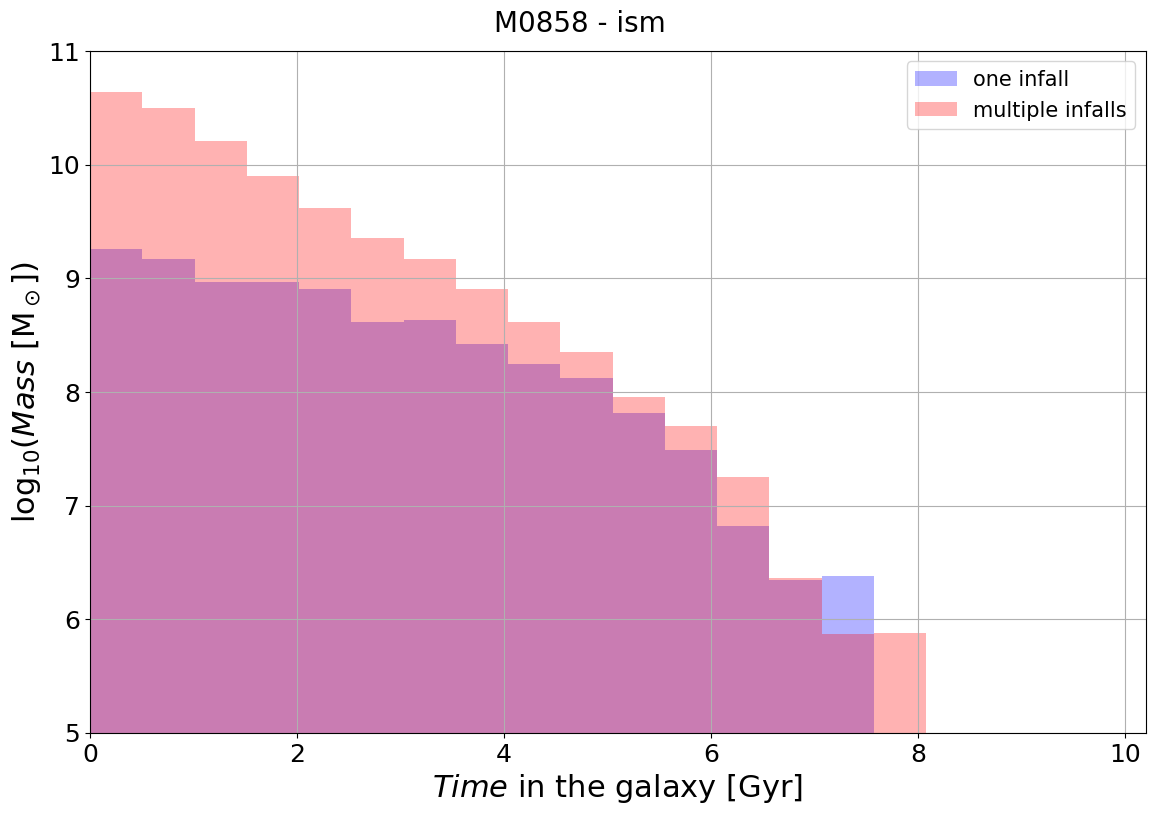 M0858 - ism
one infall
multiple infalls
11
10
9
8
7
6
5
log₁₀(Mass [M⊙])
0 2 4 6 8 10
Time in the galaxy [Gyr]